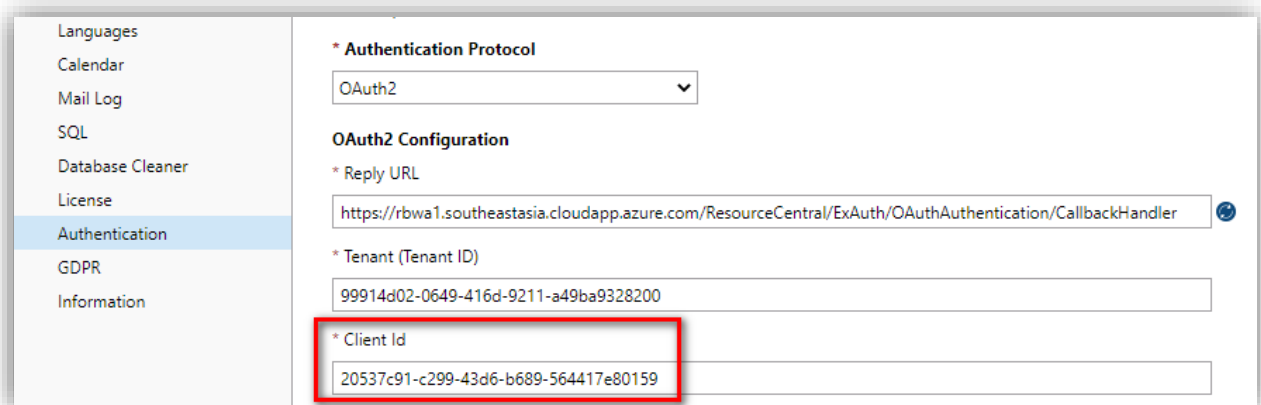 Languages
Calendar
Mail Log
SQL
Database Cleaner
License
Authentication
GDPR
Information
* Authentication Protocol
OAuth2
OAuth2 Configuration
* Reply URL
https://rbwa1.southeastasia.cloudapp.azure.com/ResourceCentral/ExAuth/OAuthAuthentication/CallbackHandler
* Tenant (Tenant ID)
99914d02-0649-416d-9211-a49ba9328200
* Client Id
20537c91-c299-43d6-b689-564417e80159